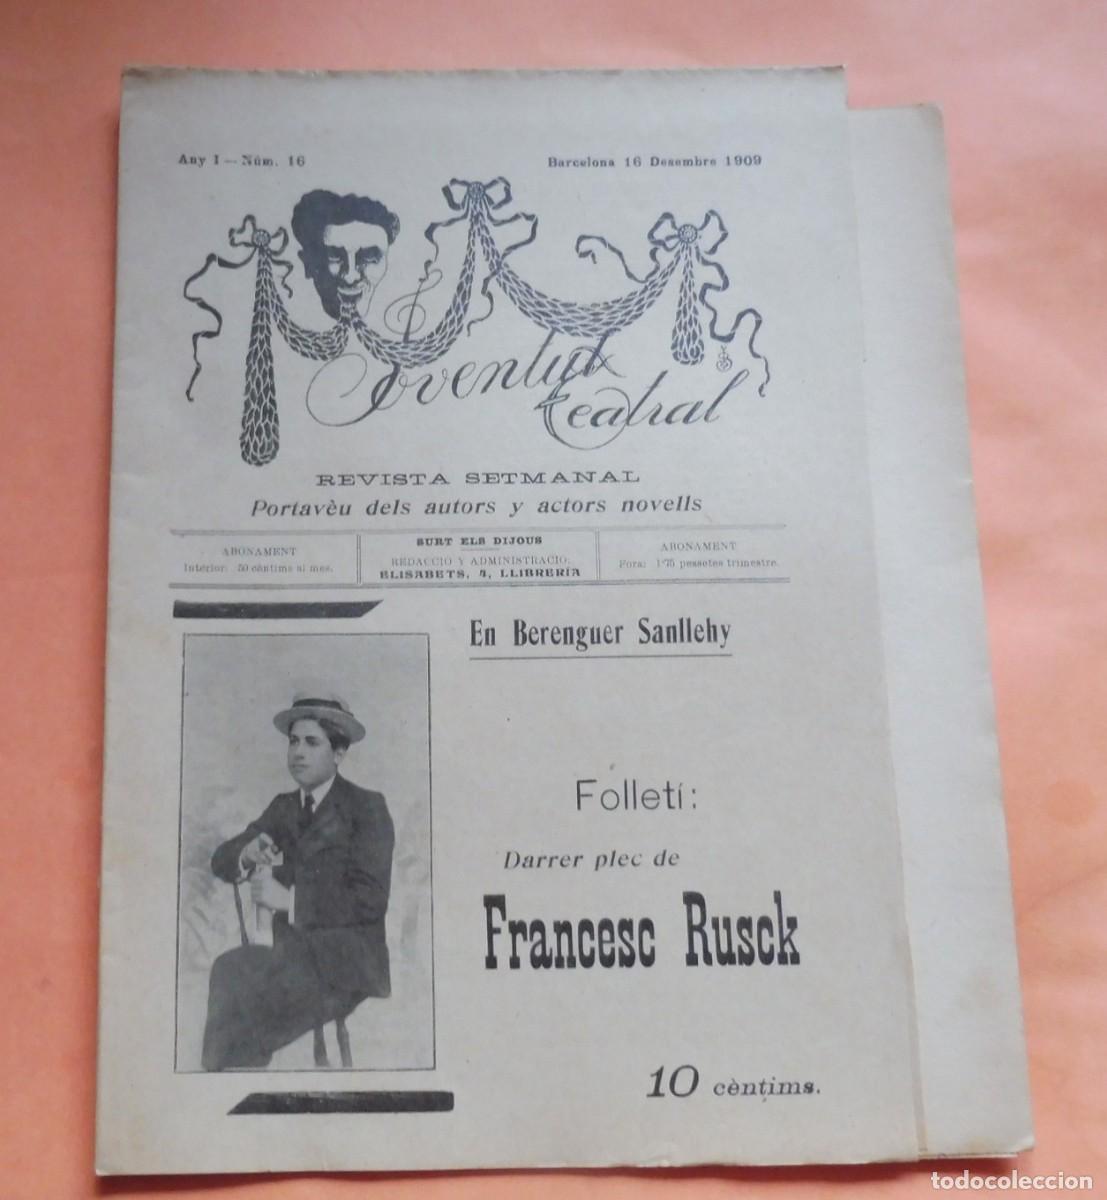 Any I — Núm. 16
Barcelona 16 Desembre 1909
Joventut
teatral
REVISTA SETMANAL
Portavèu dels autors y actors novells
ABONAMENT
Interior: 50 cèntims al mes.
SURT ELS DIJOUS
REDACCIO Y ADMINISTRACIO:
ELISABETS, 4, LLIBRERÍA
ABONAMENT
Fora: 1'75 pessetes trimestre.
En Berenguer Sanllehy
Folletí:
Darrer plec de
Francesc Rusck
10 cèntims.
todocoleccion